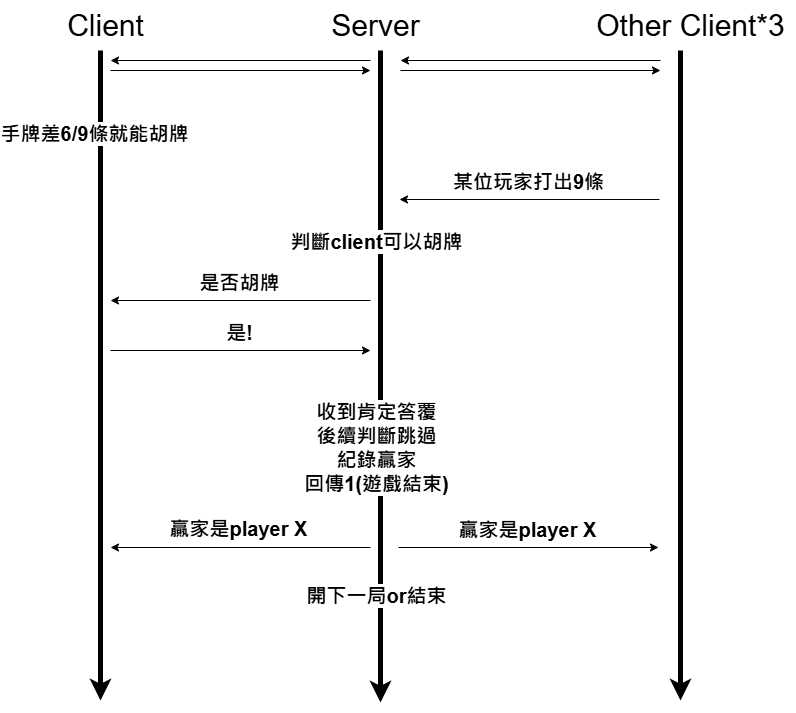 Client
Server
Other Client*3
手牌差6/9條就能胡牌
某位玩家打出9條
判斷client可以胡牌
是否胡牌
是!
收到肯定答覆
後續判斷跳過
紀錄贏家
回傳1(遊戲結束)
贏家是player X
贏家是player X
開下一局or結束